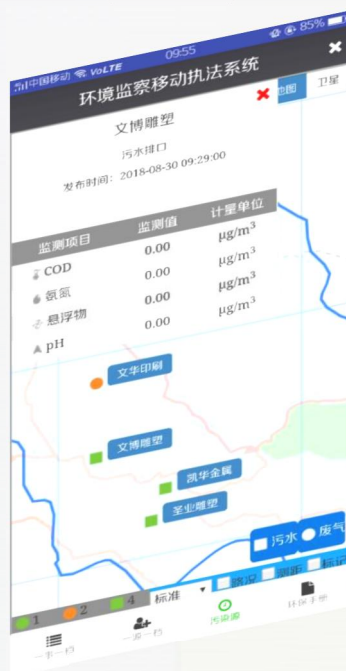 中国移动 VoLTE 09:55 85%
环境监察移动执法系统
地图 卫星
文博雕塑
污水排口
发布时间: 2018-08-30 09:29:00
监测项目 监测值 计量单位
COD 0.00 μg/m³
氨氮 0.00 μg/m³
悬浮物 0.00 μg/m³
pH 0.00 μg/m³
文华印刷
文博雕塑
凯华金属
圣业雕塑
污水 废气
1 2 4 标准 路况 测距 标记
一事一档 一源一档 污染源 环保手册